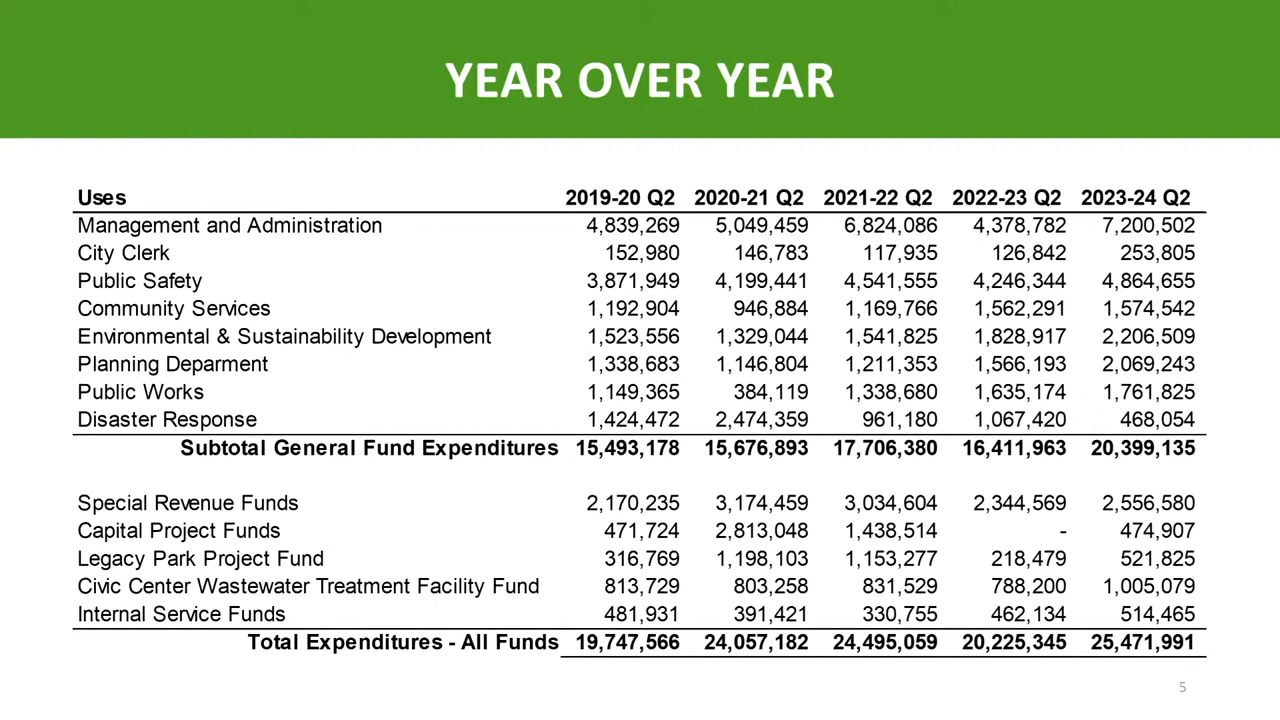 YEAR OVER YEAR
Uses 2019-20 Q2 2020-21 Q2 2021-22 Q2 2022-23 Q2 2023-24 Q2
Management and Administration 4,839,269 5,049,459 6,824,086 4,378,782 7,200,502
City Clerk 152,980 146,783 117,935 126,842 253,805
Public Safety 3,871,949 4,199,441 4,541,555 4,246,344 4,864,655
Community Services 1,192,904 946,884 1,169,766 1,562,291 1,574,542
Environmental & Sustainability Development 1,523,556 1,329,044 1,541,825 1,828,917 2,206,509
Planning Deparment 1,338,683 1,146,804 1,211,353 1,566,193 2,069,243
Public Works 1,149,365 384,119 1,338,680 1,635,174 1,761,825
Disaster Response 1,424,472 2,474,359 961,180 1,067,420 468,054
Subtotal General Fund Expenditures 15,493,178 15,676,893 17,706,380 16,411,963 20,399,135
Special Revenue Funds 2,170,235 3,174,459 3,034,604 2,344,569 2,556,580
Capital Project Funds 471,724 2,813,048 1,438,514 - 474,907
Legacy Park Project Fund 316,769 1,198,103 1,153,277 218,479 521,825
Civic Center Wastewater Treatment Facility Fund 813,729 803,258 831,529 788,200 1,005,079
Internal Service Funds 481,931 391,421 330,755 462,134 514,465
Total Expenditures - All Funds 19,747,566 24,057,182 24,495,059 20,225,345 25,471,991
5